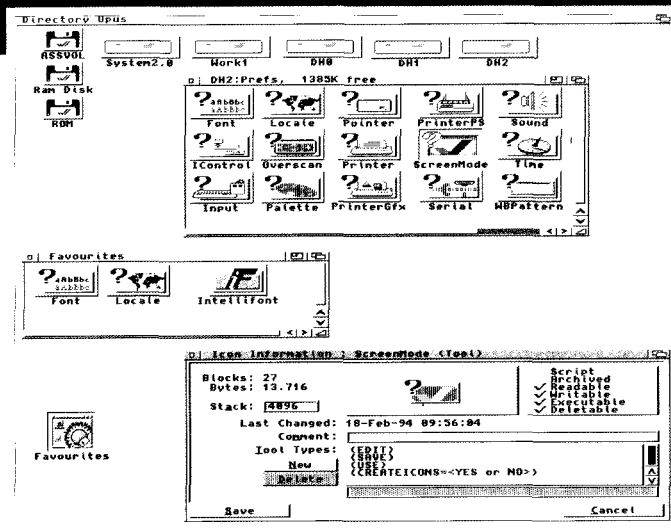 Directory Opus
ASSVOL
Ram Disk
ROM
System2.0 Work1 DH0 DH1 DH2
DH2:Prefs, 1385K free
Font Locale Pointer PrinterPS Sound
IControl Overscan Printer ScreenMode Time
Input Palette PrinterGfx Serial WBPattern
Favourites
Font Locale Intellifont
Favourites
Icon Information : ScreenMode (Tool)
Blocks: 27
Bytes: 13.716
Stack: 4096
Script
Archived
Readable
Writable
Executable
Deletable
Last Changed: 18-Feb-94 09:56:04
Comment:
Tool Types: (EDIT)
(SAVE)
(USE)
(CREATEICONS=<YES or NO>)
New
Delete
Save Cancel